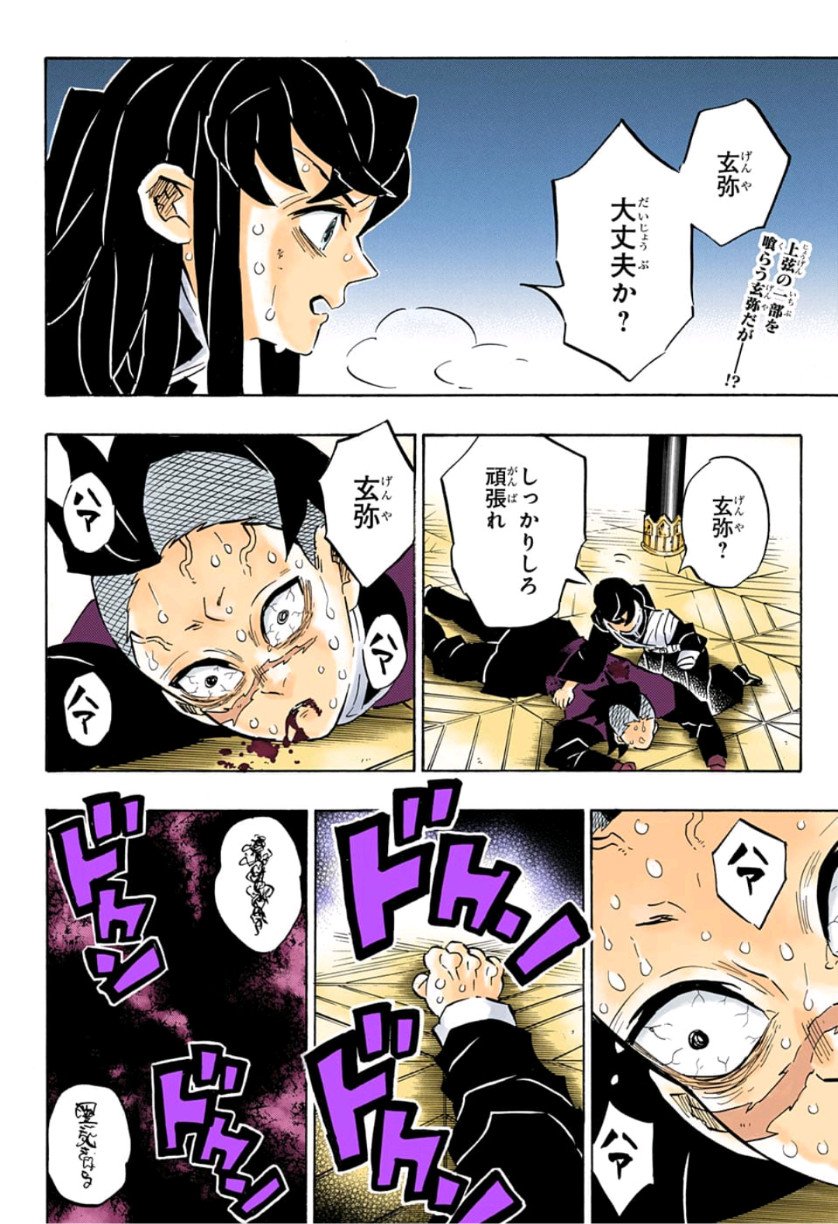 玄弥
大丈夫か?
上弦の一部を
喰らう玄弥だが
――!?
玄弥?
しっかりしろ
頑張れ
玄弥
ハァ
ハァ
ハァ
ハァ
ハァ
ドクン
ドクン
ドクン
ドクン